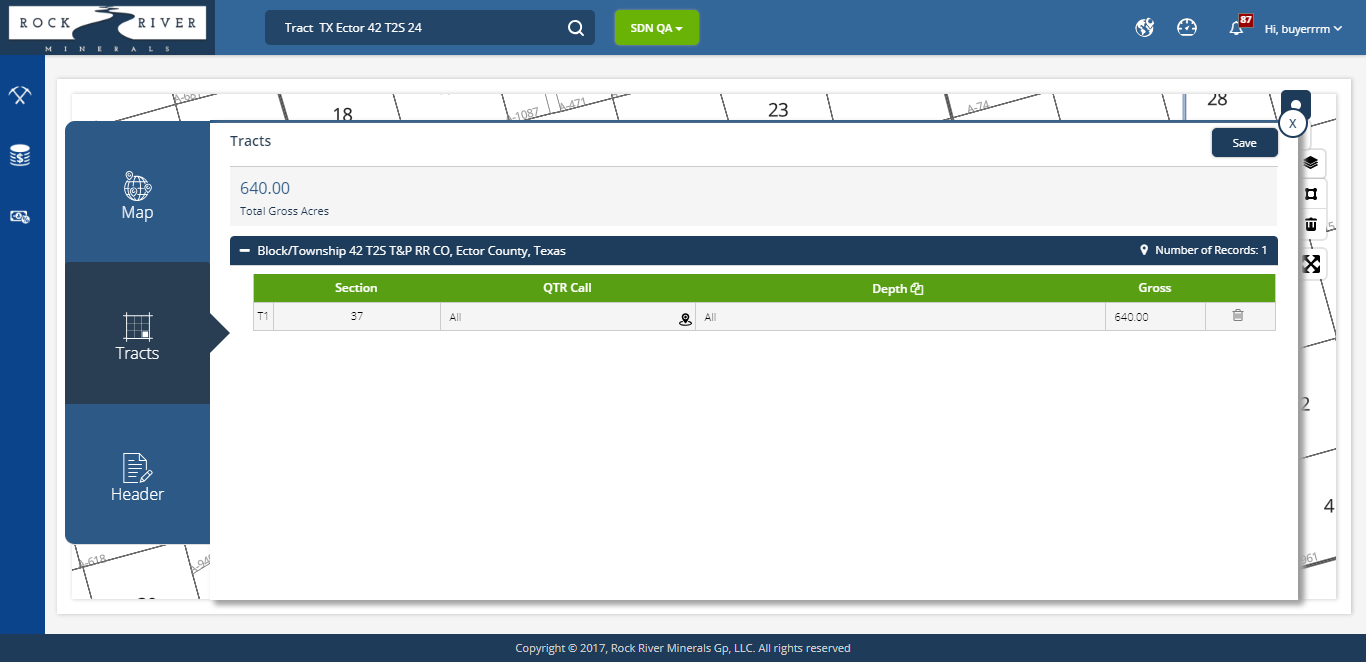 ROCK RIVER
MINERALS
Tract TX Ector 42 T2S 24
SDN QA
87
Hi, buyerrrm
A-681
18
A-1087
A-471
23
A-74
28
X
Map
Tracts
Header
Tracts
Save
640.00
Total Gross Acres
Block/Township 42 T2S T&P RR CO, Ector County, Texas
Number of Records: 1
Section QTR Call Depth Gross
T1 37 All All 640.00
2
4
A-618
Copyright © 2017, Rock River Minerals Gp, LLC. All rights reserved